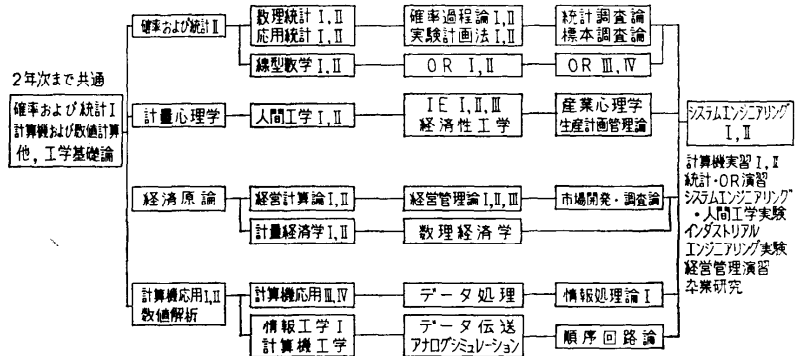 2年次まで共通
確率および統計I
計算機および数値計算
他,工学基礎論
確率および統計II
数理統計I,II
応用統計I,II
確率過程論I,II
実験計画法I,II
統計調査論
標本調査論
線型数学I,II
OR I,II
OR III,IV
計量心理学
人間工学I,II
IE I,II,III
経済性工学
産業心理学
生産計画管理論
経済原論
経営計算論I,II
経営管理論I,II,III
市場開発・調査論
計量経済学I,II
数理経済学
計算機応用I,II
数値解析
計算機応用III,IV
データ処理
情報処理論I
情報工学I
計算機工学
データ伝送
アナログシミュレーション
順序回路論
システムエンジニアリング
I,II
計算機実習I,II
統計・OR演習
システムエンジニアリング
・人間工学実験
インダストリアル
エンジニアリング実験
経営管理演習
卒業研究